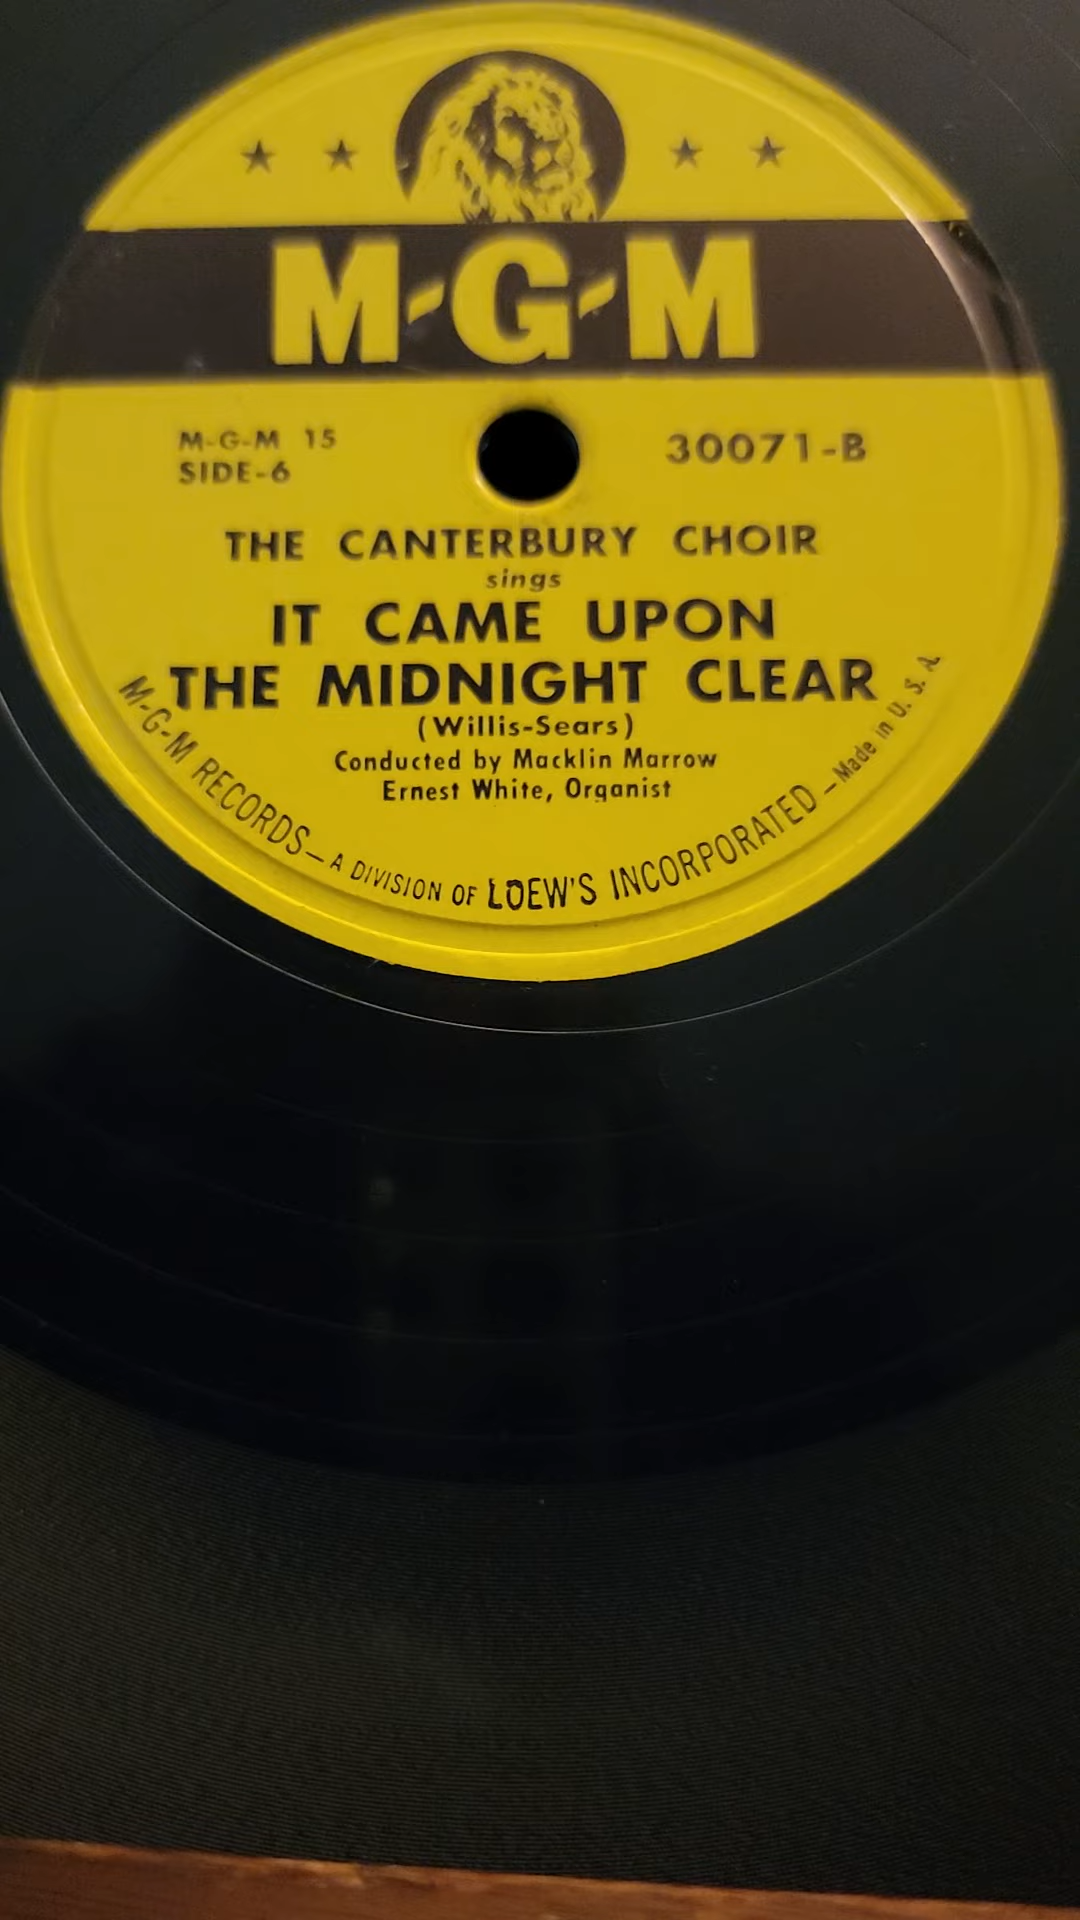 M-G-M
M-G-M 15
SIDE-6
30071-B
THE CANTERBURY CHOIR
sings
IT CAME UPON
THE MIDNIGHT CLEAR
(Willis-Sears)
Conducted by Macklin Marrow
Ernest White, Organist
M-G-M RECORDS—A DIVISION OF LOEW'S INCORPORATED—Made in U. S. A.